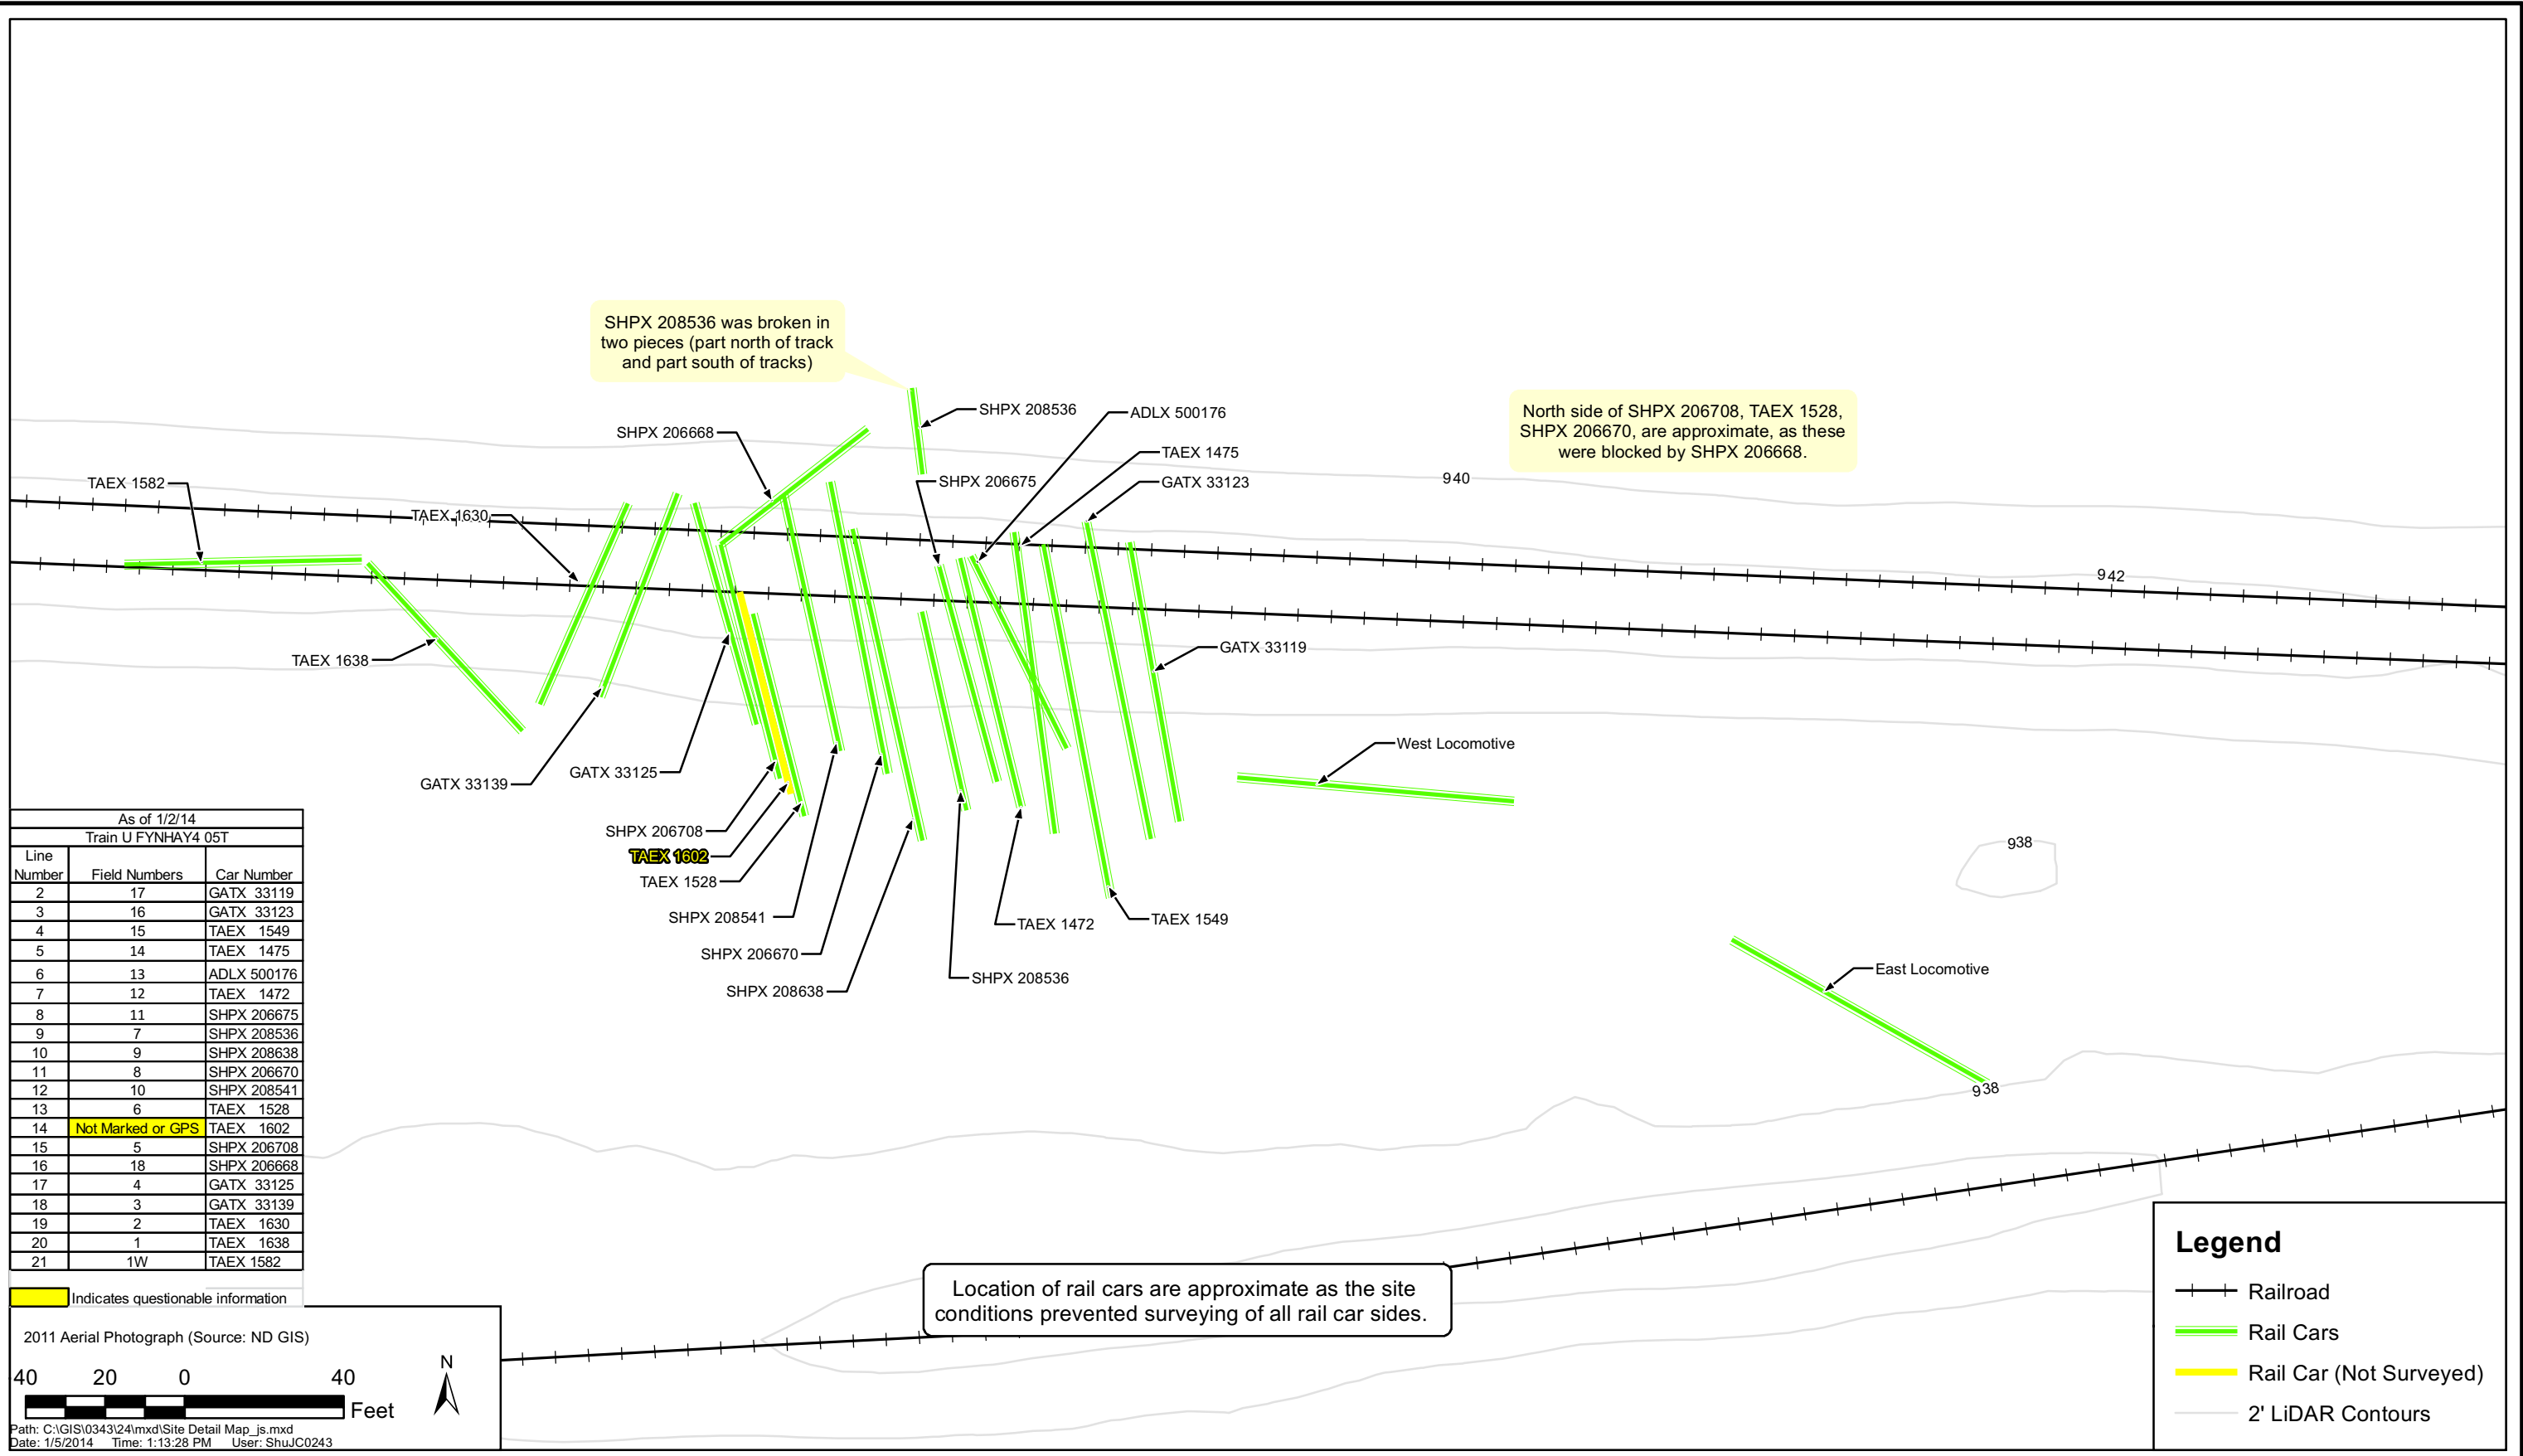 SHPX 208536 was broken in
two pieces (part north of track
and part south of tracks)
North side of SHPX 206708, TAEX 1528,
SHPX 206670, are approximate, as these
were blocked by SHPX 206668.
SHPX 208536
ADLX 500176
SHPX 206668
TAEX 1475
SHPX 206675
GATX 33123
940
TAEX 1582
TAEX 1630
942
TAEX 1638
GATX 33119
West Locomotive
GATX 33139
GATX 33125
SHPX 206708
TAEX 1602
TAEX 1528
SHPX 208541
SHPX 206670
SHPX 208638
SHPX 208536
TAEX 1472
TAEX 1549
938
East Locomotive
938
As of 1/2/14
Train U FYNHAY4 05T
Line
Number Field Numbers Car Number
2 17 GATX 33119
3 16 GATX 33123
4 15 TAEX 1549
5 14 TAEX 1475
6 13 ADLX 500176
7 12 TAEX 1472
8 11 SHPX 206675
9 7 SHPX 208536
10 9 SHPX 208638
11 8 SHPX 206670
12 10 SHPX 208541
13 6 TAEX 1528
14 Not Marked or GPS TAEX 1602
15 5 SHPX 206708
16 18 SHPX 206668
17 4 GATX 33125
18 3 GATX 33139
19 2 TAEX 1630
20 1 TAEX 1638
21 1W TAEX 1582
Indicates questionable information
2011 Aerial Photograph (Source: ND GIS)
40 20 0 40
Feet
N
Path: C:\GIS\0343\24\mxd\Site Detail Map_js.mxd
Date: 1/5/2014 Time: 1:13:28 PM User: ShuJC0243
Location of rail cars are approximate as the site
conditions prevented surveying of all rail car sides.
Legend
Railroad
Rail Cars
Rail Car (Not Surveyed)
2' LiDAR Contours